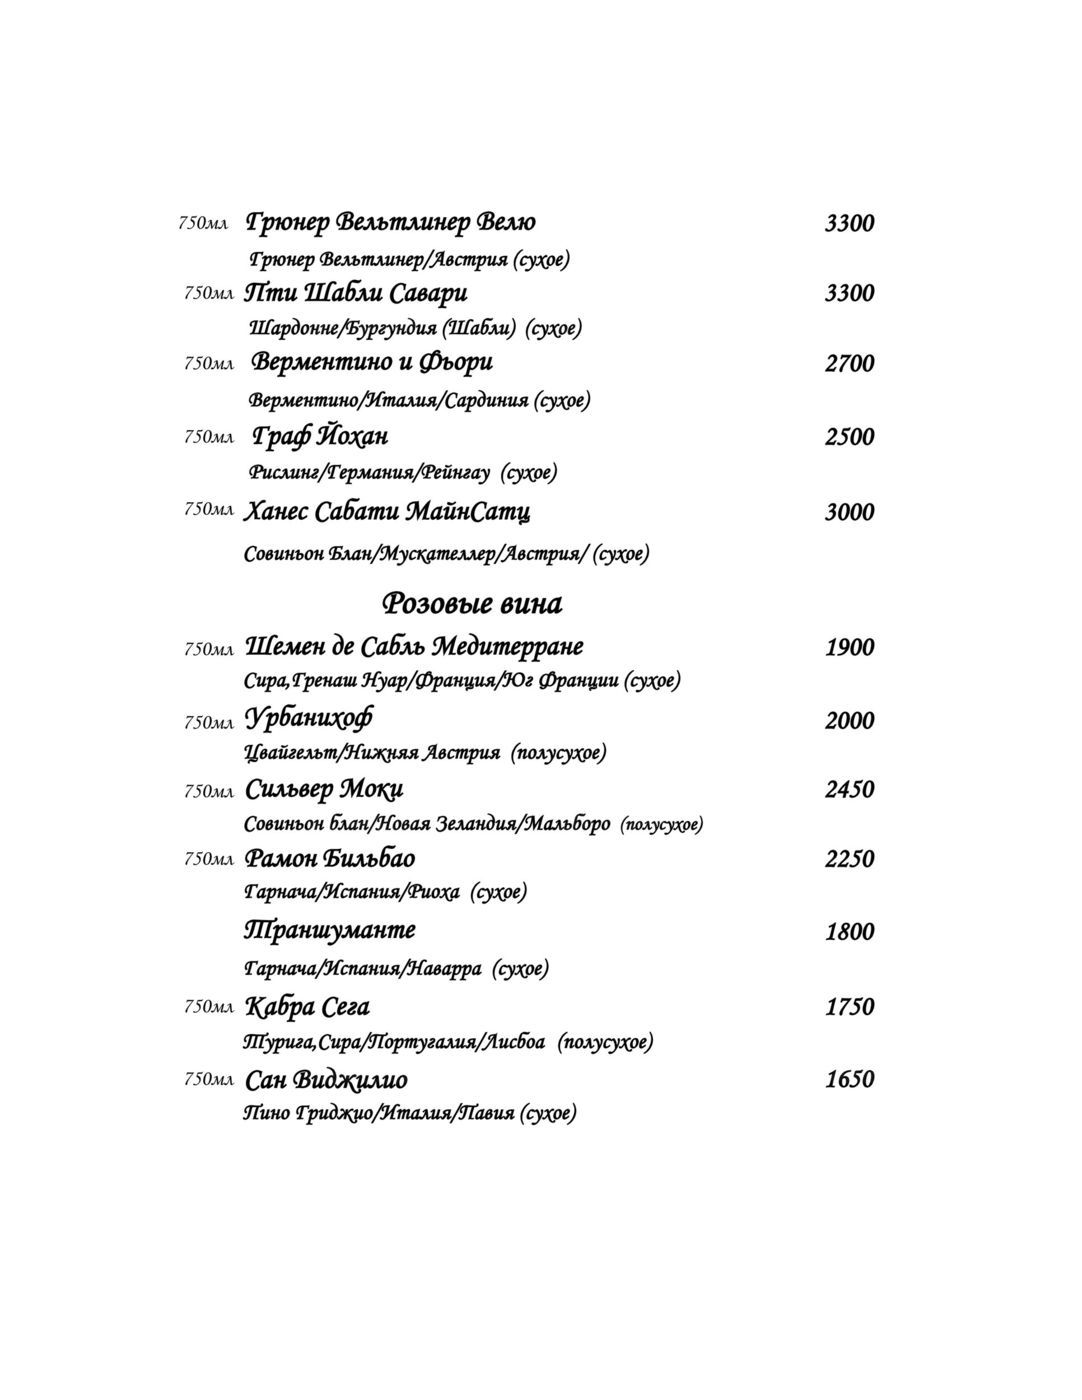 750мл Грюнер Вельтлинер Велю 3300
Грюнер Вельтлинер/Австрия (сухое)
750мл Пти Шабли Савари 3300
Шардонне/Бургундия (Шабли) (сухое)
750мл Верментино и Фьори 2700
Верментино/Италия/Сардиния (сухое)
750мл Граф Йохан 2500
Рислинг/Германия/Рейнгау (сухое)
750мл Ханес Сабати МайнСатц 3000
Совиньон Блан/Мускателлер/Австрия/ (сухое)
Розовые вина
750мл Шемен де Сабль Медитерране 1900
Сира,Гренаш Нуар/Франция/Юг Франции (сухое)
750мл Урбанихоф 2000
Цвайгельт/Нижняя Австрия (полусухое)
750мл Сильвер Моки 2450
Совиньон блан/Новая Зеландия/Мальборо (полусухое)
750мл Рамон Бильбао 2250
Гарнача/Испания/Риоха (сухое)
Траншуманте 1800
Гарнача/Испания/Наварра (сухое)
750мл Кабра Сега 1750
Турига,Сира/Португалия/Лисбоа (полусухое)
750мл Сан Виджилио 1650
Пино Гриджио/Италия/Павия (сухое)